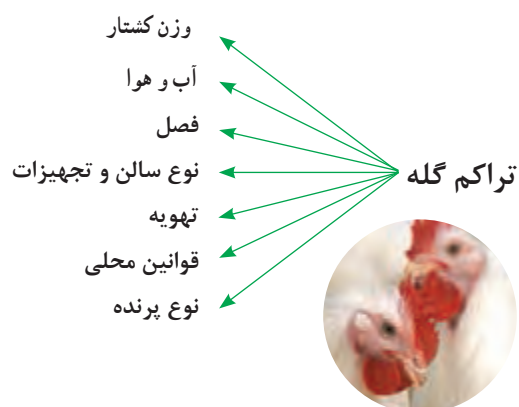 تراکم گله
وزن کشتار
آب و هوا
فصل
نوع سالن و تجهیزات
تهویه
قوانین محلی
نوع پرنده